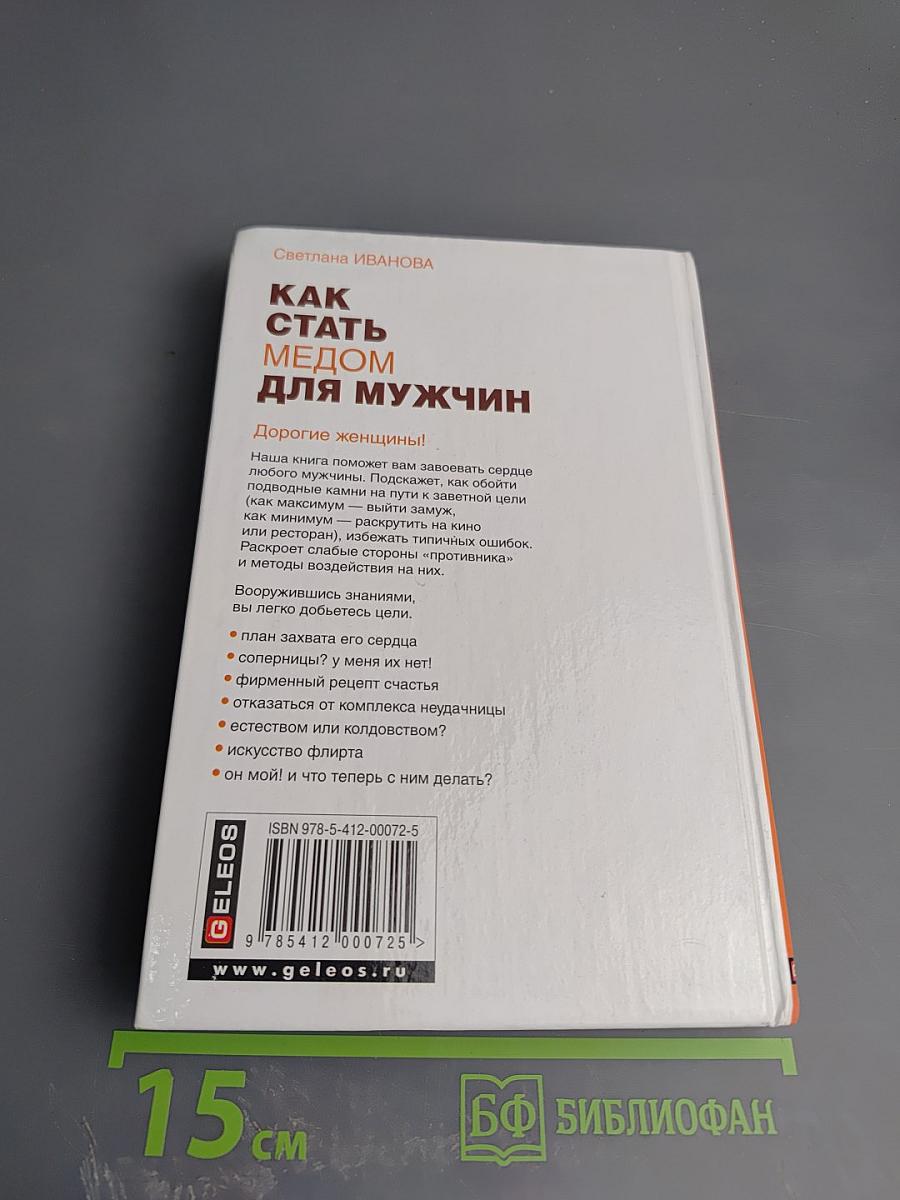 Светлана ИВАНОВА
КАК
СТАТЬ
МЕДОМ
ДЛЯ МУЖЧИН
Дорогие женщины!
Наша книга поможет вам завоевать сердце
любого мужчины. Подскажет, как обойти
подводные камни на пути к заветной цели
(как максимум — выйти замуж,
как минимум — раскрутить на кино
или ресторан), избежать типичных ошибок.
Раскроет слабые стороны «противника»
и методы воздействия на них.
Вооружившись знаниями,
вы легко добьетесь цели.
• план захвата его сердца
• соперницы? у меня их нет!
• фирменный рецепт счастья
• отказаться от комплекса неудачницы
• естеством или колдовством?
• искусство флирта
• он мой! и что теперь с ним делать?
GELEOS
ISBN 978-5-412-00072-5
9 785412 000725 >
www.geleos.ru
15 см
БФ БИБЛИОФАН